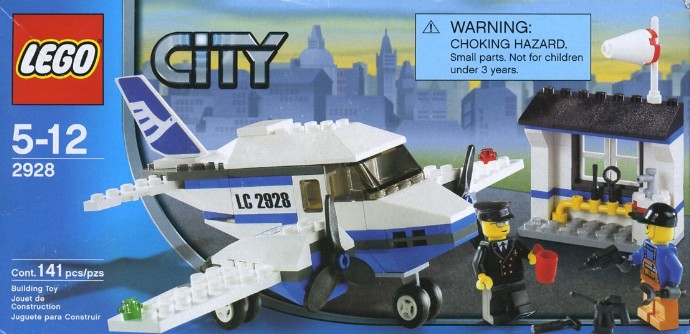 LEGO
CITY
5-12
2928
Cont. 141 pcs/pzs
Building Toy
Jouet de
Construction
Juguete para Construir
⚠ WARNING:
CHOKING HAZARD.
Small parts. Not for children
under 3 years.
LC 2928